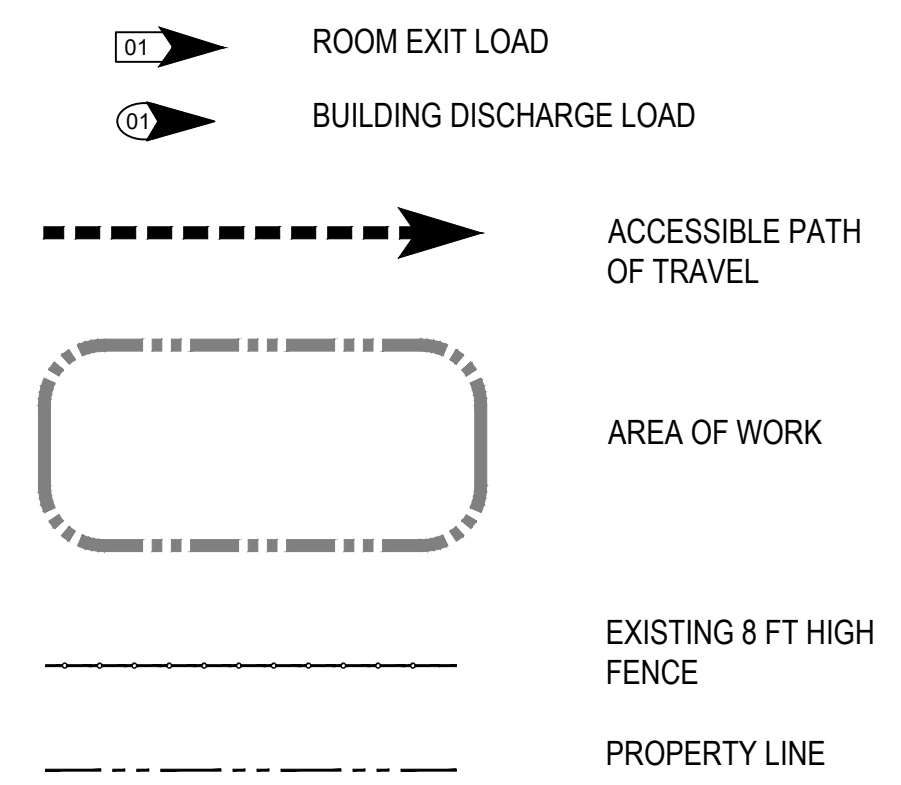 01 ROOM EXIT LOAD
01 BUILDING DISCHARGE LOAD
ACCESSIBLE PATH
OF TRAVEL
AREA OF WORK
EXISTING 8 FT HIGH
FENCE
PROPERTY LINE